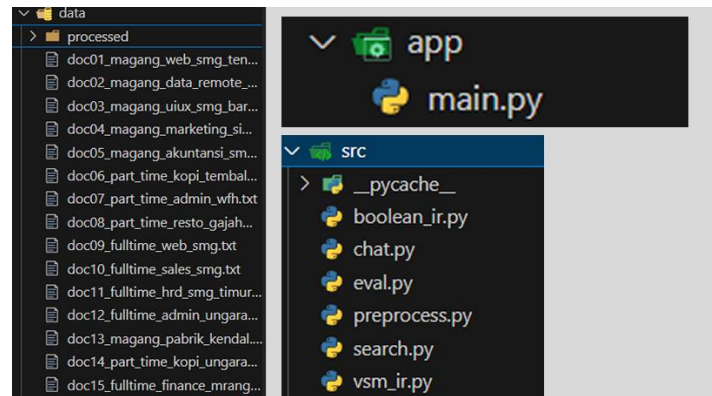 data
processed
doc01_magang_web_smg_ten...
doc02_magang_data_remote_...
doc03_magang_uiux_smg_bar...
doc04_magang_marketing_si...
doc05_magang_akuntansi_sm...
doc06_part_time_kopi_tembal...
doc07_part_time_admin_wfh.txt
doc08_part_time_resto_gajah...
doc09_fulltime_web_smg.txt
doc10_fulltime_sales_smg.txt
doc11_fulltime_hrd_smg_timur...
doc12_fulltime_admin_ungara...
doc13_magang_pabrik_kendal....
doc14_part_time_kopi_ungara...
doc15_fulltime_finance_mrang...
app
main.py
src
__pycache__
boolean_ir.py
chat.py
eval.py
preprocess.py
search.py
vsm_ir.py